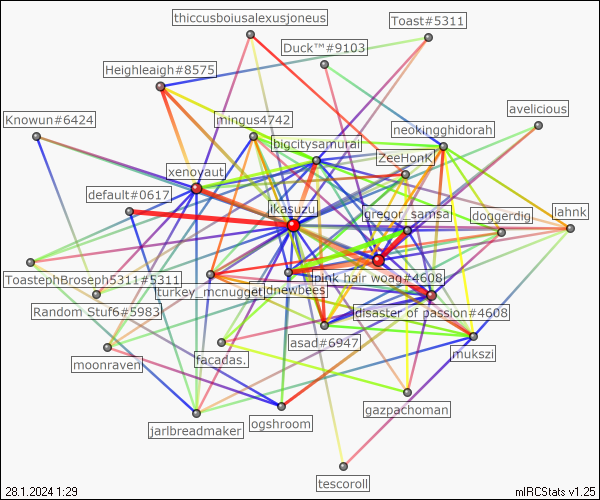 thiccusboiusalexusjoneus
Toast#5311
Duck™#9103
Heighleaigh#8575
avelicious
Knowun#6424
mingus4742
neokingghidorah
bigcitysamurai
ZeeHonK
xenovaut
default#0617
ikasuzu
gregor_samsa
doggerdig
lahnk
ToastephBroseph5311#5311
turkey_mcnugget
dnewbees
pink hair woag#4608
Random Stuf6#5983
disaster of passion#4608
asad#6947
mukszi
moonraven
façadas.
gazpachoman
jarlbreadmaker
ogshroom
tescoroll
28.1.2024 1:29
mIRCStats v1.25